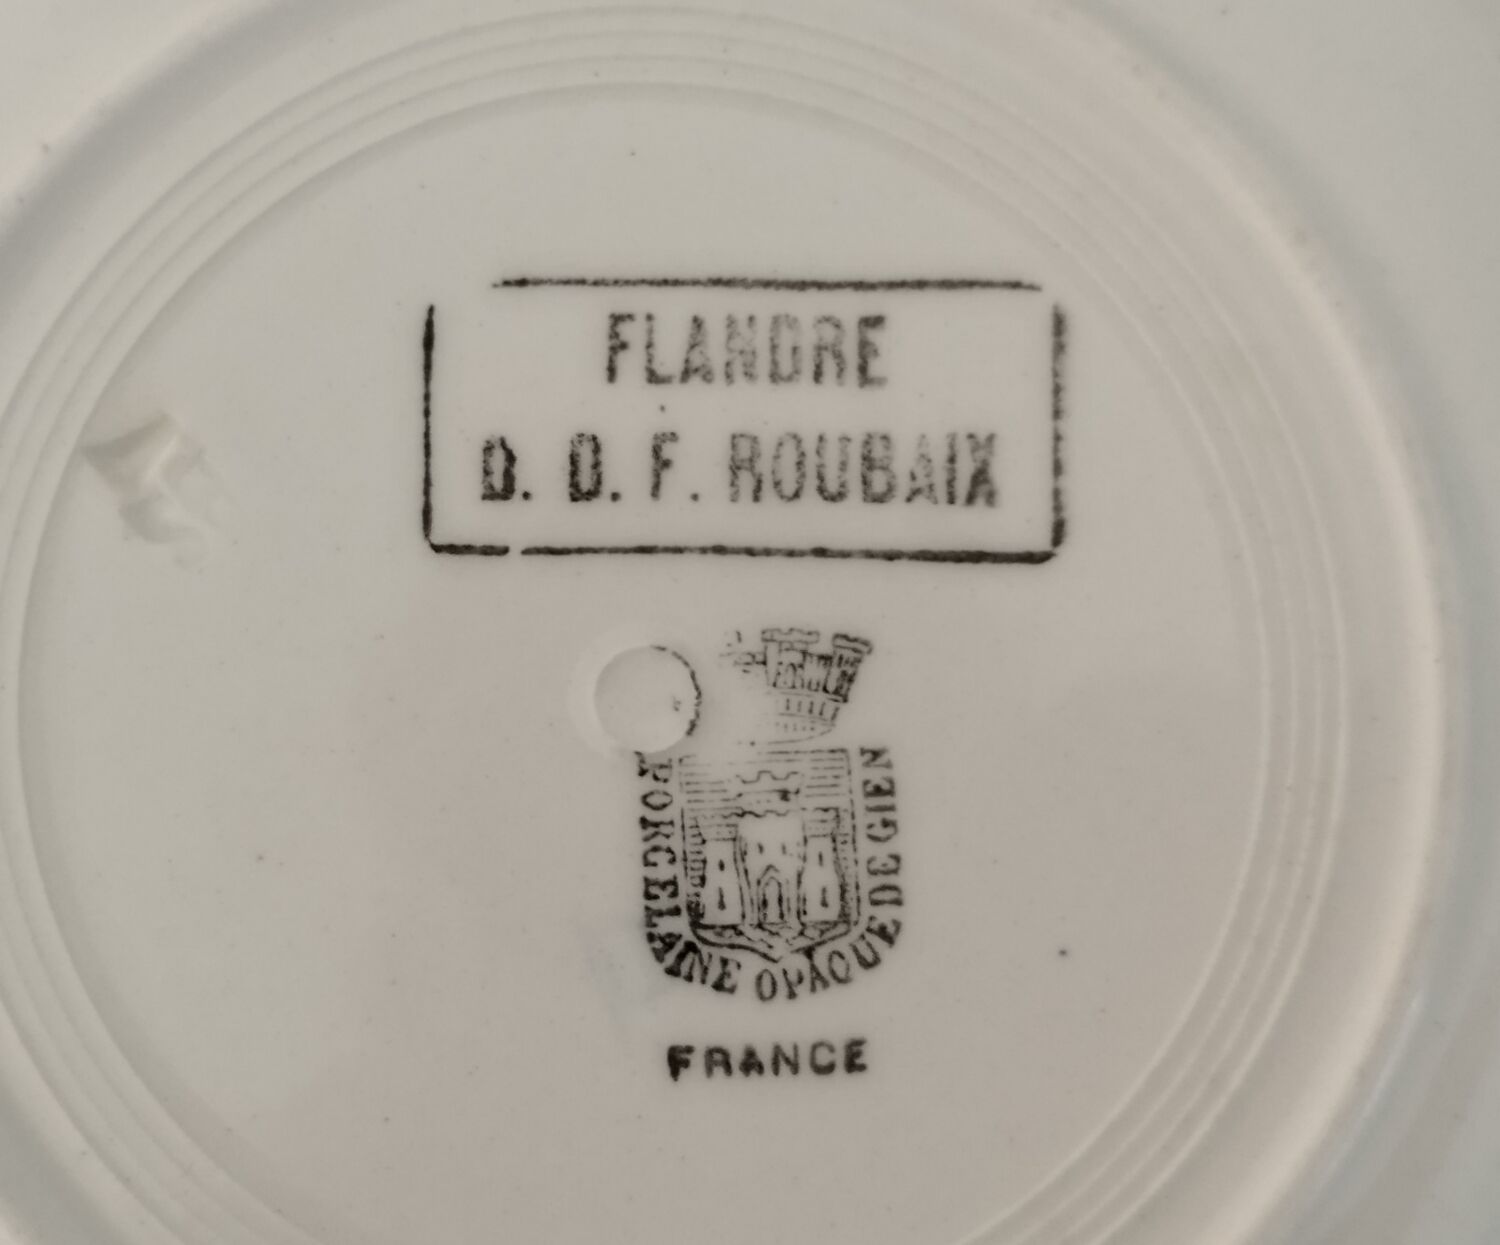 FLANDRE
D. D. F. ROUBAIX
PORCELAINE OPAQUE DE GIEN
FRANCE